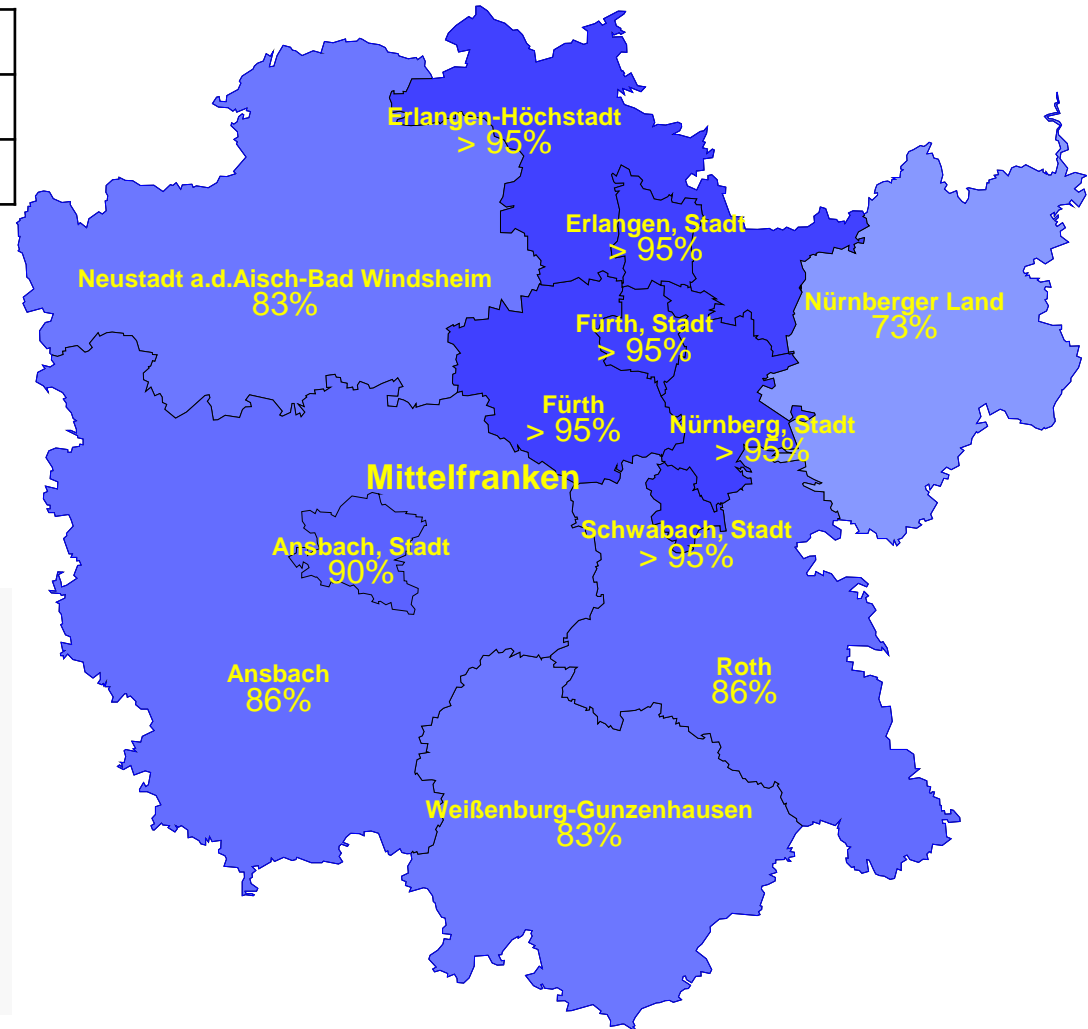 Erlangen-Höchstadt
> 95%
Erlangen, Stadt
> 95%
Neustadt a.d.Aisch-Bad Windsheim
83%
Nürnberger Land
73%
Fürth, Stadt
> 95%
Fürth
> 95%
Nürnberg, Stadt
> 95%
Mittelfranken
Schwabach, Stadt
> 95%
Ansbach, Stadt
90%
Ansbach
86%
Roth
86%
Weißenburg-Gunzenhausen
83%